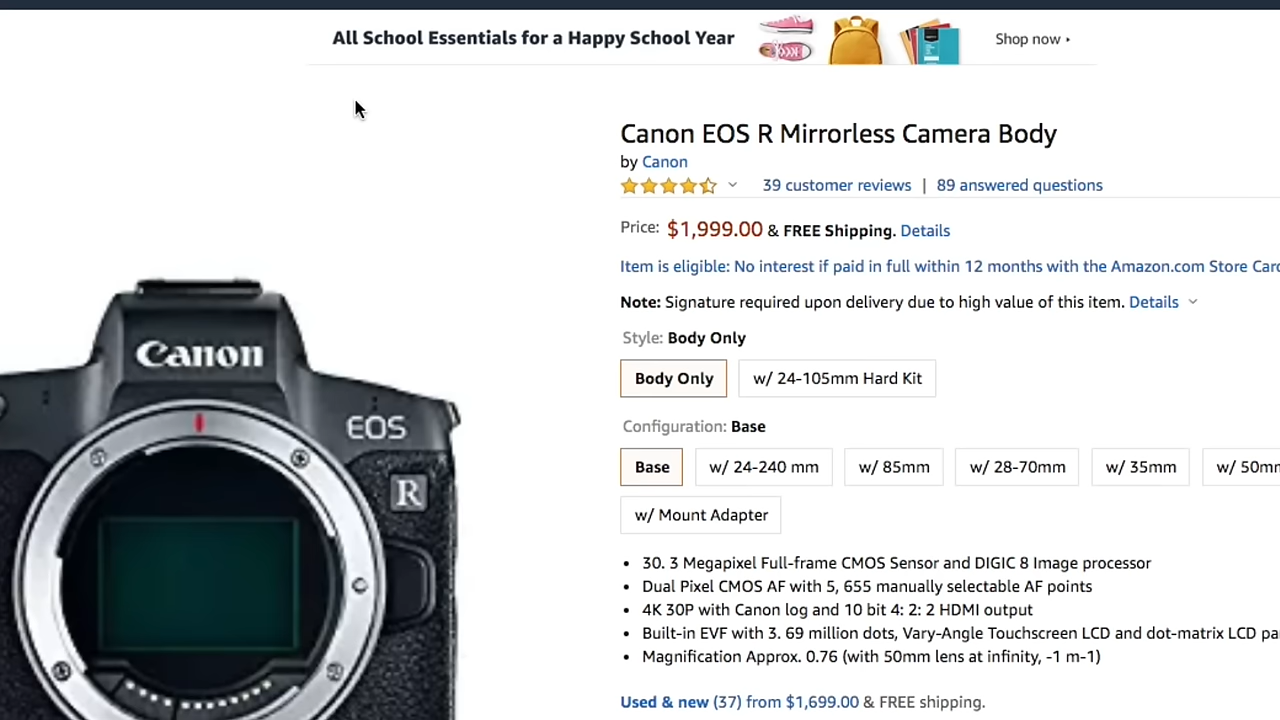 All School Essentials for a Happy School Year
Shop now ▸
Canon EOS R Mirrorless Camera Body
by Canon
39 customer reviews | 89 answered questions
Price: $1,999.00 & FREE Shipping. Details
Item is eligible: No interest if paid in full within 12 months with the Amazon.com Store
Note: Signature required upon delivery due to high value of this item. Details
Style: Body Only
Body Only w/ 24-105mm Hard Kit
Configuration: Base
Base w/ 24-240 mm w/ 85mm w/ 28-70mm w/ 35mm w/
w/ Mount Adapter
• 30. 3 Megapixel Full-frame CMOS Sensor and DIGIC 8 Image processor
• Dual Pixel CMOS AF with 5, 655 manually selectable AF points
• 4K 30P with Canon log and 10 bit 4: 2: 2 HDMI output
• Built-in EVF with 3. 69 million dots, Vary-Angle Touchscreen LCD and dot-matrix LCD
• Magnification Approx. 0.76 (with 50mm lens at infinity, -1 m-1)
Used & new (37) from $1,699.00 & FREE shipping.
Canon
EOS
R